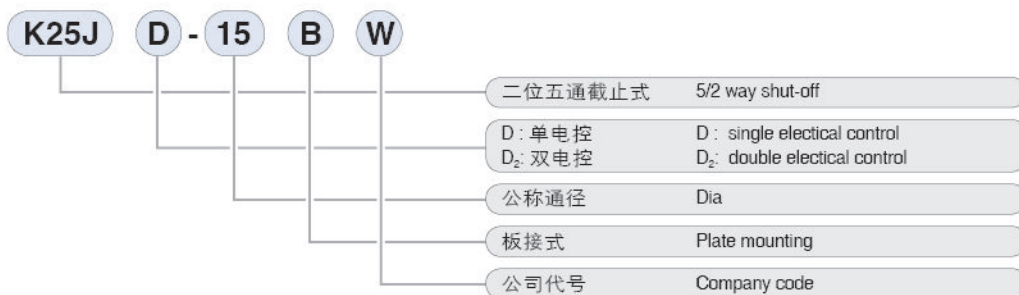 K25J D - 15 B W
二位五通截止式 5/2 way shut-off
D : 单电控 D : single electical control
D₂: 双电控 D₂: double electical control
公称通径 Dia
板接式 Plate mounting
公司代号 Company code